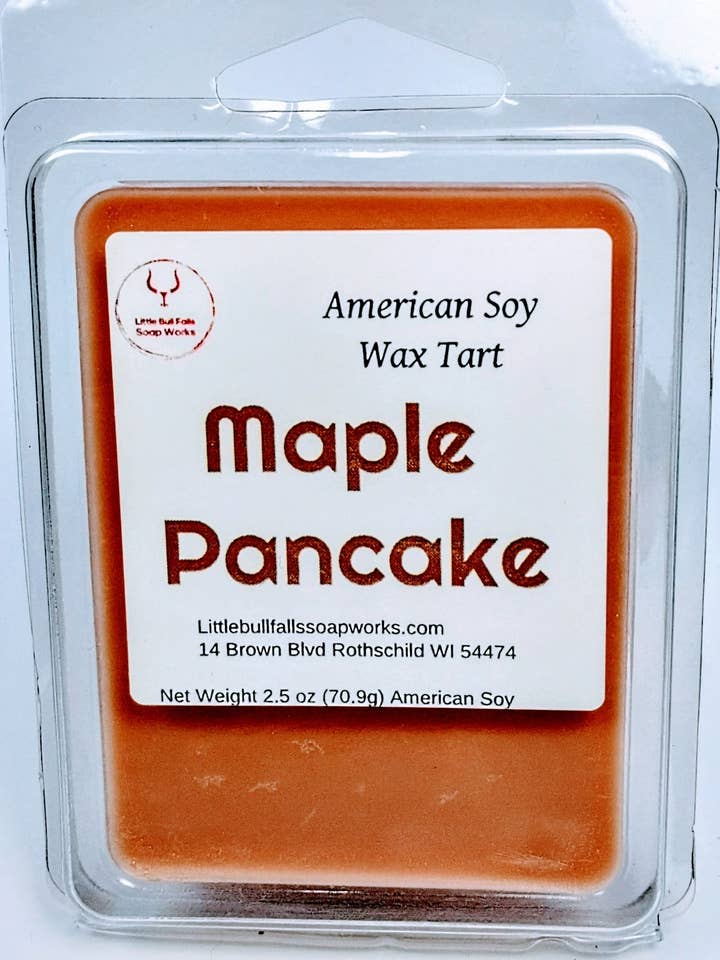 Little Bull Falls
Soap Works
American Soy
Wax Tart
Maple
Pancake
Littlebullfallssoapworks.com
14 Brown Blvd Rothschild WI 54474
Net Weight 2.5 oz (70.9g) American Soy